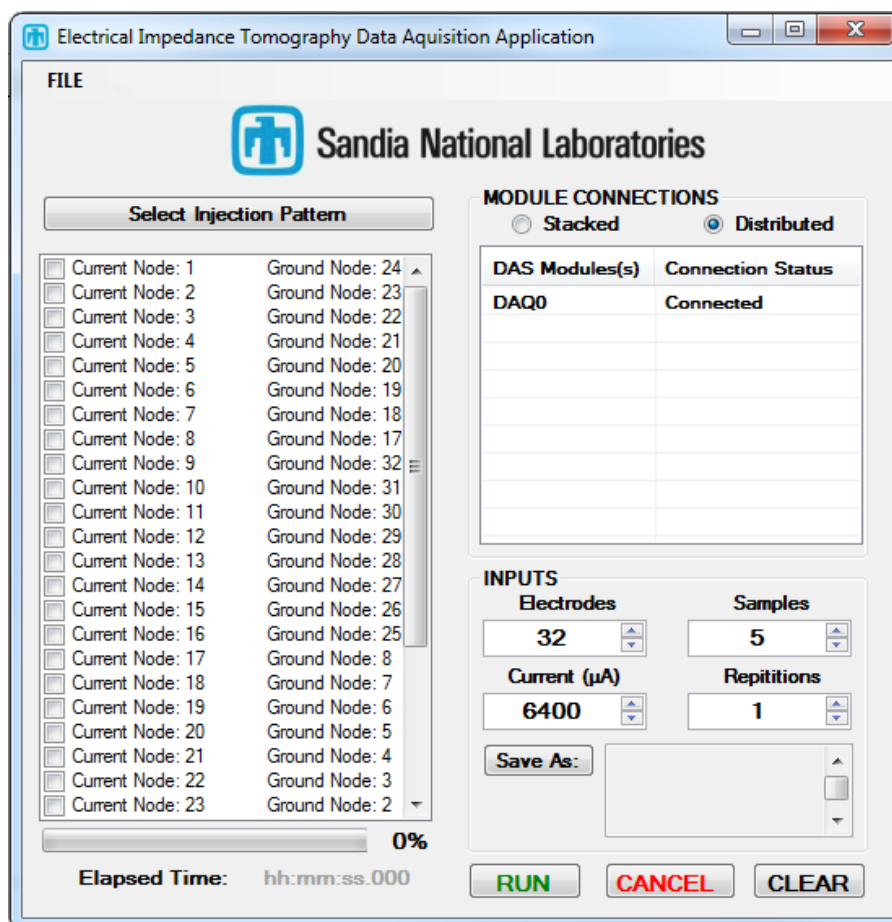 Electrical Impedance Tomography Data Aquisition Application
FILE
Sandia National Laboratories
Select Injection Pattern
Current Node: 1 Ground Node: 24
Current Node: 2 Ground Node: 23
Current Node: 3 Ground Node: 22
Current Node: 4 Ground Node: 21
Current Node: 5 Ground Node: 20
Current Node: 6 Ground Node: 19
Current Node: 7 Ground Node: 18
Current Node: 8 Ground Node: 17
Current Node: 9 Ground Node: 32
Current Node: 10 Ground Node: 31
Current Node: 11 Ground Node: 30
Current Node: 12 Ground Node: 29
Current Node: 13 Ground Node: 28
Current Node: 14 Ground Node: 27
Current Node: 15 Ground Node: 26
Current Node: 16 Ground Node: 25
Current Node: 17 Ground Node: 8
Current Node: 18 Ground Node: 7
Current Node: 19 Ground Node: 6
Current Node: 20 Ground Node: 5
Current Node: 21 Ground Node: 4
Current Node: 22 Ground Node: 3
Current Node: 23 Ground Node: 2
0%
Elapsed Time: hh:mm:ss.000
MODULE CONNECTIONS
Stacked Distributed
DAS Modules(s) Connection Status
DAQ0 Connected
INPUTS
Electrodes Samples
32 5
Current (µA) Repititions
6400 1
Save As:
RUN CANCEL CLEAR